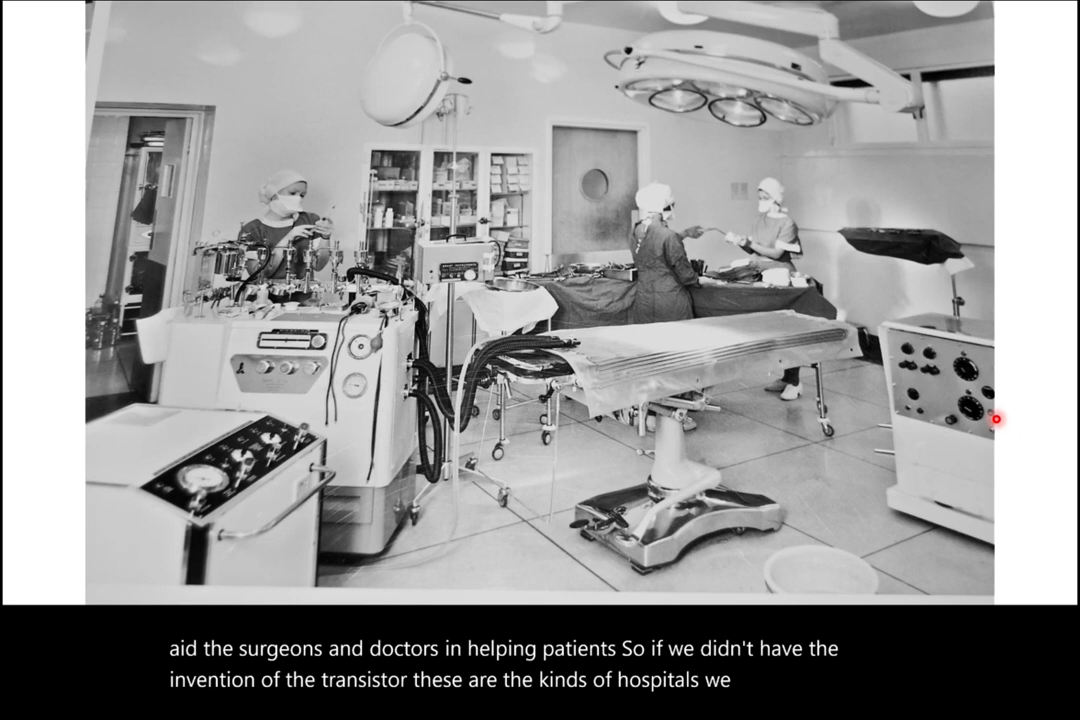 aid the surgeons and doctors in helping patients So if we didn't have the
invention of the transistor these are the kinds of hospitals we